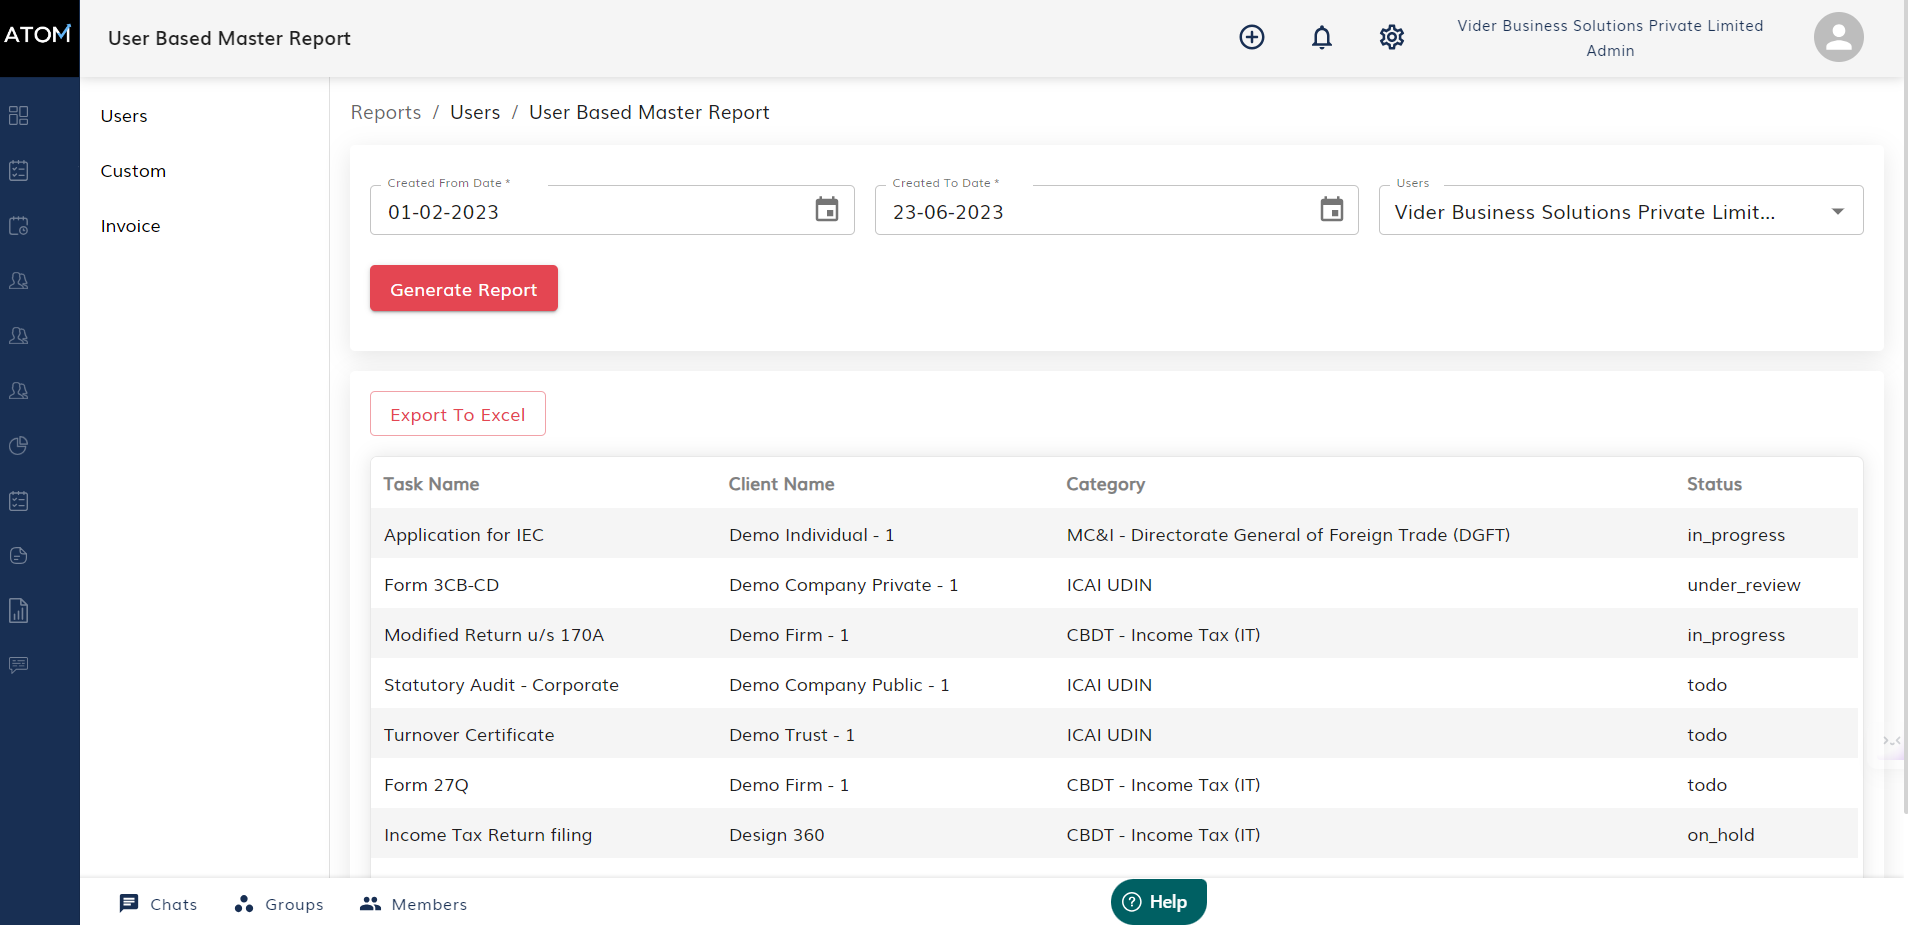 ATOM
User Based Master Report
Vider Business Solutions Private Limited
Admin
Users
Custom
Invoice
Reports / Users / User Based Master Report
Created From Date *
01-02-2023
Created To Date *
23-06-2023
Users
Vider Business Solutions Private Limit...
Generate Report
Export To Excel
Task Name Client Name Category Status
Application for IEC Demo Individual - 1 MC&I - Directorate General of Foreign Trade (DGFT) in_progress
Form 3CB-CD Demo Company Private - 1 ICAI UDIN under_review
Modified Return u/s 170A Demo Firm - 1 CBDT - Income Tax (IT) in_progress
Statutory Audit - Corporate Demo Company Public - 1 ICAI UDIN todo
Turnover Certificate Demo Trust - 1 ICAI UDIN todo
Form 27Q Demo Firm - 1 CBDT - Income Tax (IT) todo
Income Tax Return filing Design 360 CBDT - Income Tax (IT) on_hold
Chats Groups Members Help